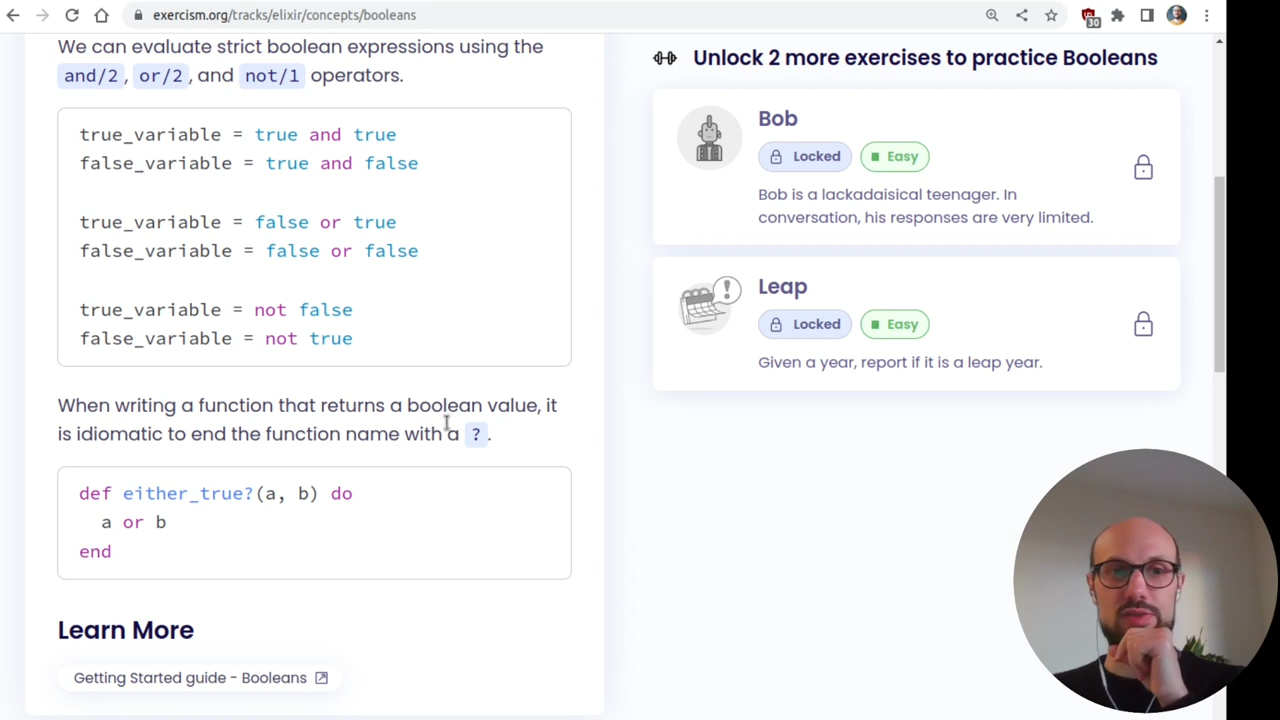 exercism.org/tracks/elixir/concepts/booleans
30
We can evaluate strict boolean expressions using the
and/2, or/2, and not/1 operators.
true_variable = true and true
false_variable = true and false
true_variable = false or true
false_variable = false or false
true_variable = not false
false_variable = not true
When writing a function that returns a boolean value, it
is idiomatic to end the function name with a ?.
def either_true?(a, b) do
a or b
end
Learn More
Getting Started guide - Booleans
Unlock 2 more exercises to practice Booleans
Bob
Locked Easy
Bob is a lackadaisical teenager. In
conversation, his responses are very limited.
Leap
Locked Easy
Given a year, report if it is a leap year.